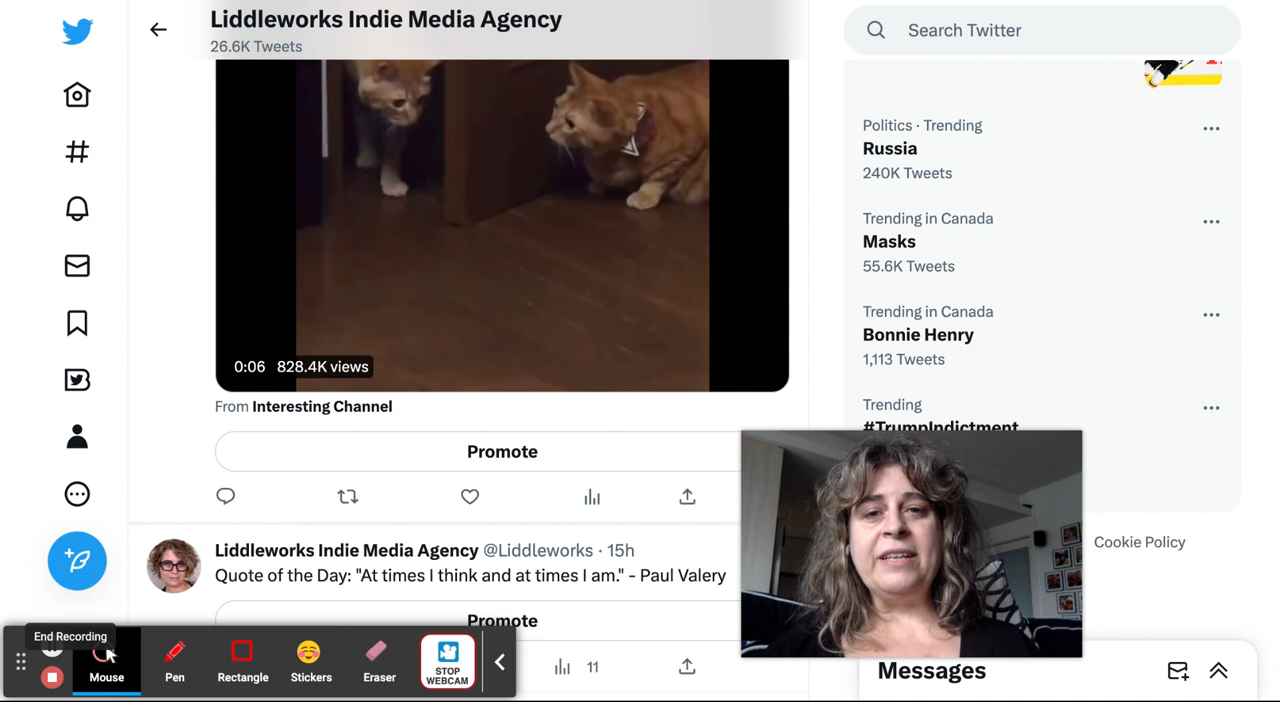 Liddleworks Indie Media Agency
26.6K Tweets
0:06 828.4K views
From Interesting Channel
Promote
Liddleworks Indie Media Agency @Liddleworks · 15h
Quote of the Day: "At times I think and at times I am." - Paul Valery
Promote
11
Search Twitter
Politics · Trending
Russia
240K Tweets
Trending in Canada
Masks
55.6K Tweets
Trending in Canada
Bonnie Henry
1,113 Tweets
Trending
#TrumpIndictment
Cookie Policy
Messages
End Recording
Mouse
Pen
Rectangle
Stickers
Eraser
STOP
WEBCAM